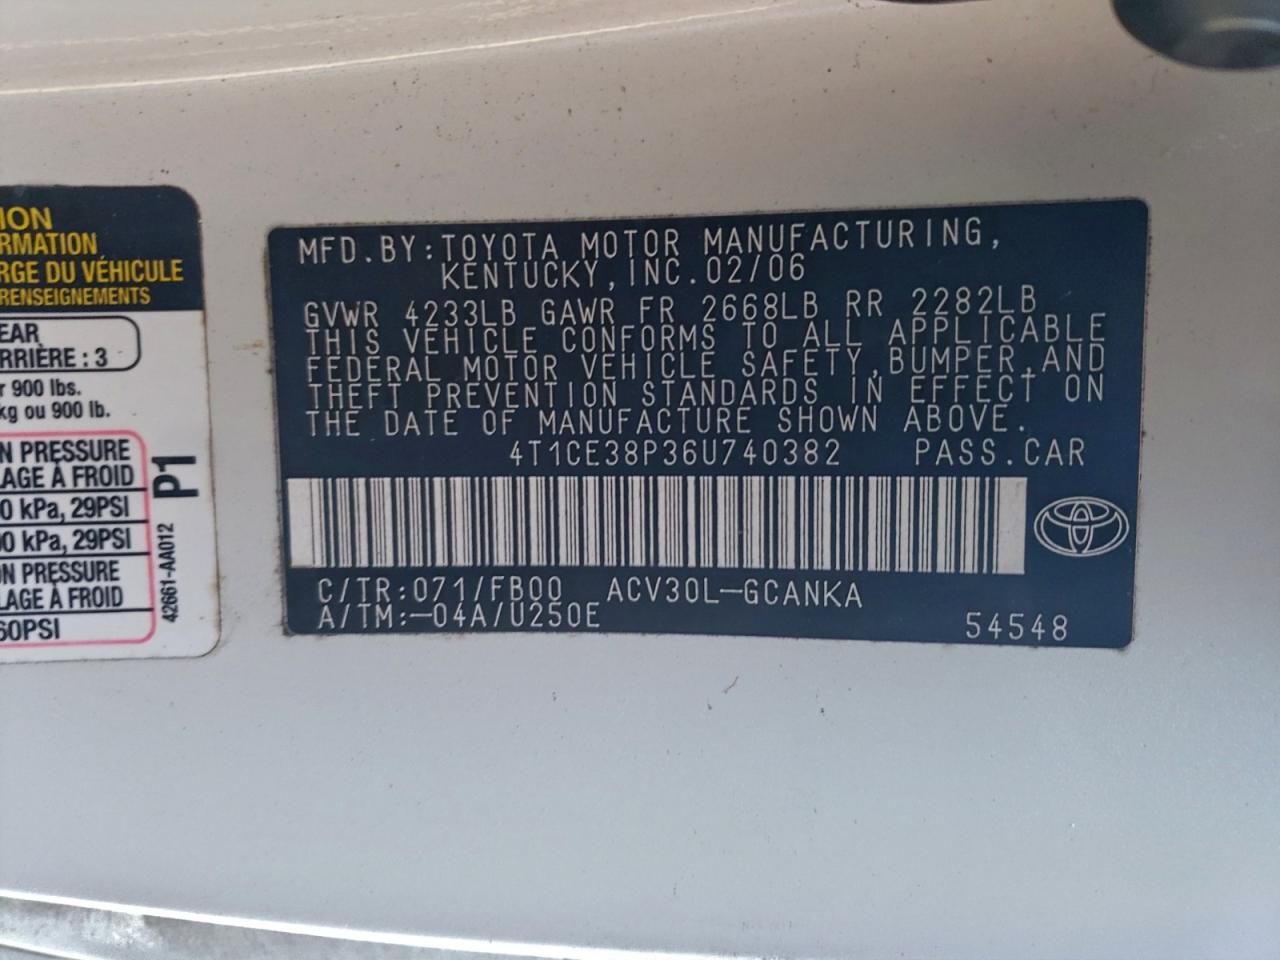 ION
RMATION
RGE DU VÉHICULE
RENSEIGNEMENTS
EAR
RRIÈRE : 3
r 900 lbs.
kg ou 900 lb.
N PRESSURE
LAGE À FROID
0 kPa, 29PSI
00 kPa, 29PSI
ON PRESSURE
LAGE À FROID
60PSI
P1
42661-AA012
MFD.BY:TOYOTA MOTOR MANUFACTURING,
KENTUCKY,INC.02/06
GVWR 4233LB GAWR FR 2668LB RR 2282LB
THIS VEHICLE CONFORMS TO ALL APPLICABLE
FEDERAL MOTOR VEHICLE SAFETY,BUMPER,AND
THEFT PREVENTION STANDARDS IN EFFECT ON
THE DATE OF MANUFACTURE SHOWN ABOVE.
4T1CE38P36U740382 PASS.CAR
C/TR:071/FB00 ACV30L-GCANKA
A/TM:-04A/U250E
54548